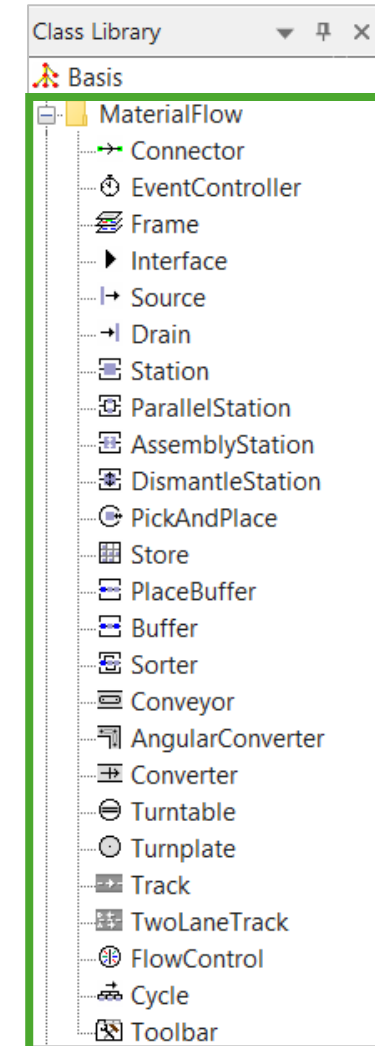 Class Library
Basis
MaterialFlow
Connector
EventController
Frame
Interface
Source
Drain
Station
ParallelStation
AssemblyStation
DismantleStation
PickAndPlace
Store
PlaceBuffer
Buffer
Sorter
Conveyor
AngularConverter
Converter
Turntable
Turnplate
Track
TwoLaneTrack
FlowControl
Cycle
Toolbar